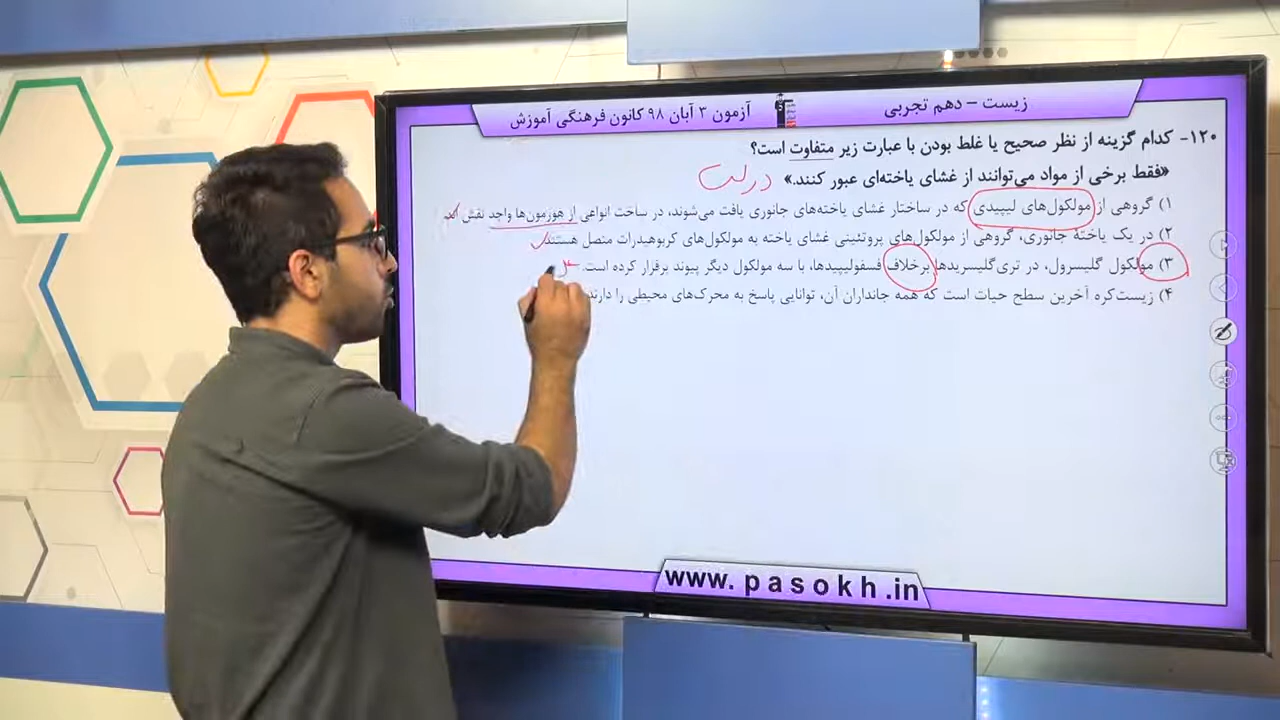 زیست – دهم تجربی
آزمون ۳ آبان ۹۸ کانون فرهنگی آموزش
۱۲۰- کدام گزینه از نظر صحیح یا غلط بودن با عبارت زیر متفاوت است؟
«فقط برخی از مواد می‌توانند از غشای یاخته‌ای عبور کنند.» درست
۱) گروهی از مولکول‌های لیپیدی که در ساختار غشای یاخته‌های جانوری یافت می‌شوند، در ساخت انواعی از هورمون‌ها واجد نقش‌ اند.
۲) در یک یاختهٔ جانوری، گروهی از مولکول‌های پروتئینی غشای یاخته به مولکول‌های کربوهیدرات متصل هستند.
۳) مولکول گلیسرول، در تری‌گلیسریدها برخلاف فسفولیپیدها، با سه مولکول دیگر پیوند برقرار کرده است.
۴) زیست‌کره آخرین سطح حیات است که همه جانداران آن، توانایی پاسخ به محرک‌های محیطی را دارند
www.pasokh.in